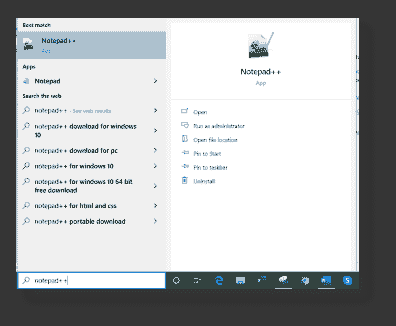 Best match
Notepad++
App
Apps
Notepad
Search the web
notepad++ - See web results
notepad++ download for windows
10
notepad++ download for pc
notepad++ for windows 10
notepad++ for windows 10 64 bit
free download
notepad++ for html and css
notepad++ portable download
Notepad++
App
Open
Run as administrator
Open file location
Pin to Start
Pin to taskbar
Uninstall
notepad++